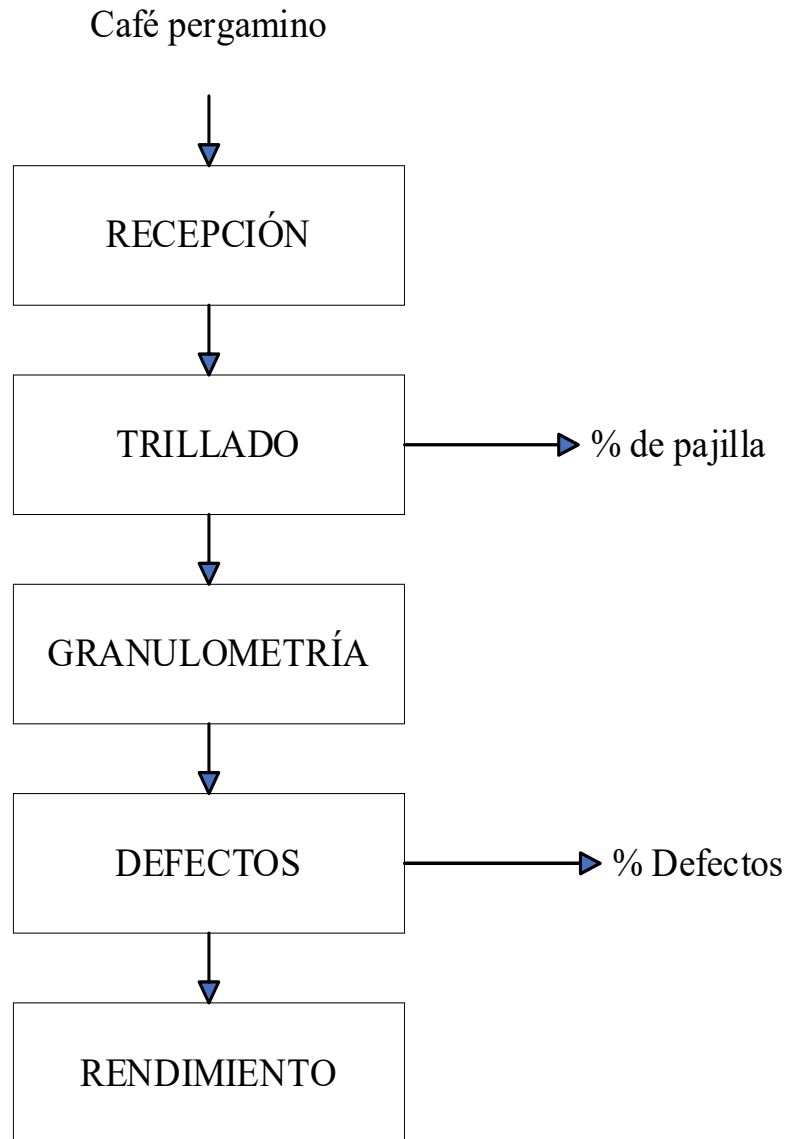 Café pergamino
RECEPCIÓN
TRILLADO
% de pajilla
GRANULOMETRÍA
DEFECTOS
% Defectos
RENDIMIENTO